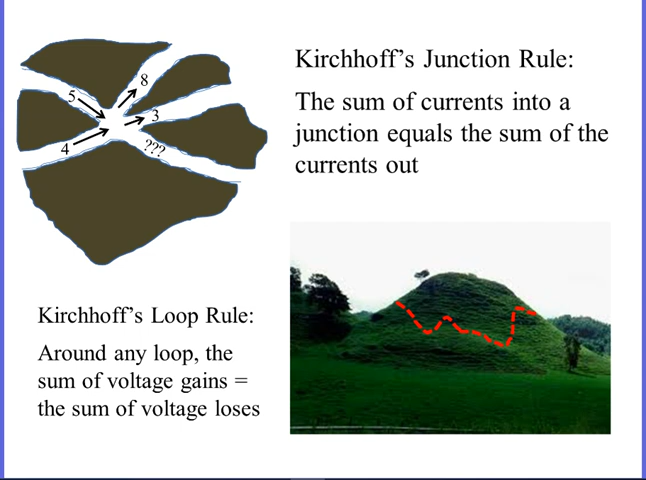 5
8
3
4
???
Kirchhoff's Junction Rule:
The sum of currents into a
junction equals the sum of the
currents out
Kirchhoff's Loop Rule:
Around any loop, the
sum of voltage gains =
the sum of voltage loses